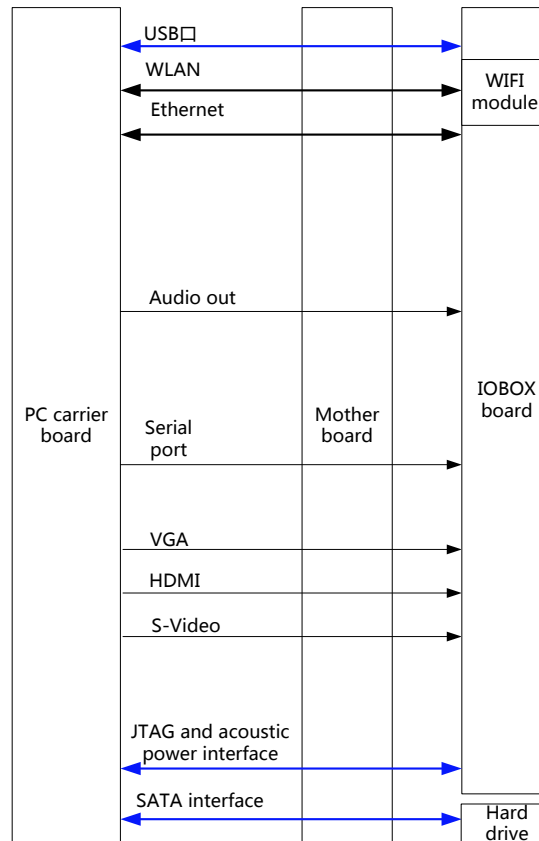 USB口
WLAN
WIFI
module
Ethernet
Audio out
PC carrier
board
Mother
board
IOBOX
board
Serial
port
VGA
HDMI
S-Video
JTAG and acoustic
power interface
SATA interface
Hard
drive